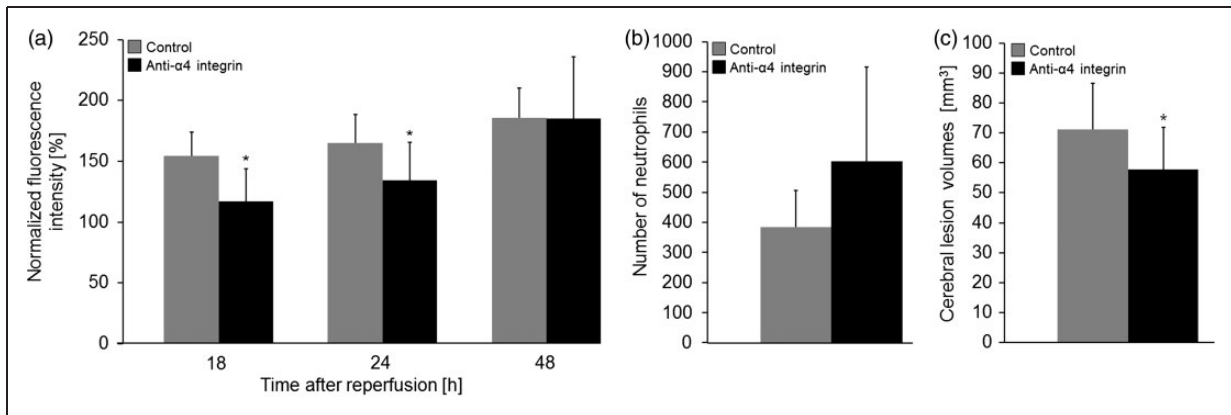 (a)
250
200
150
100
50
0
Normalized fluorescence
intensity [%]
Control
Anti-α4 integrin
*
*
18 24 48
Time after reperfusion [h]
(b)
1000
900
800
700
600
500
400
300
200
100
0
Number of neutrophils
Control
Anti-α4 integrin
(c)
100
90
80
70
60
50
40
30
20
10
0
Cerebral lesion volumes [mm³]
Control
Anti-α4 integrin
*